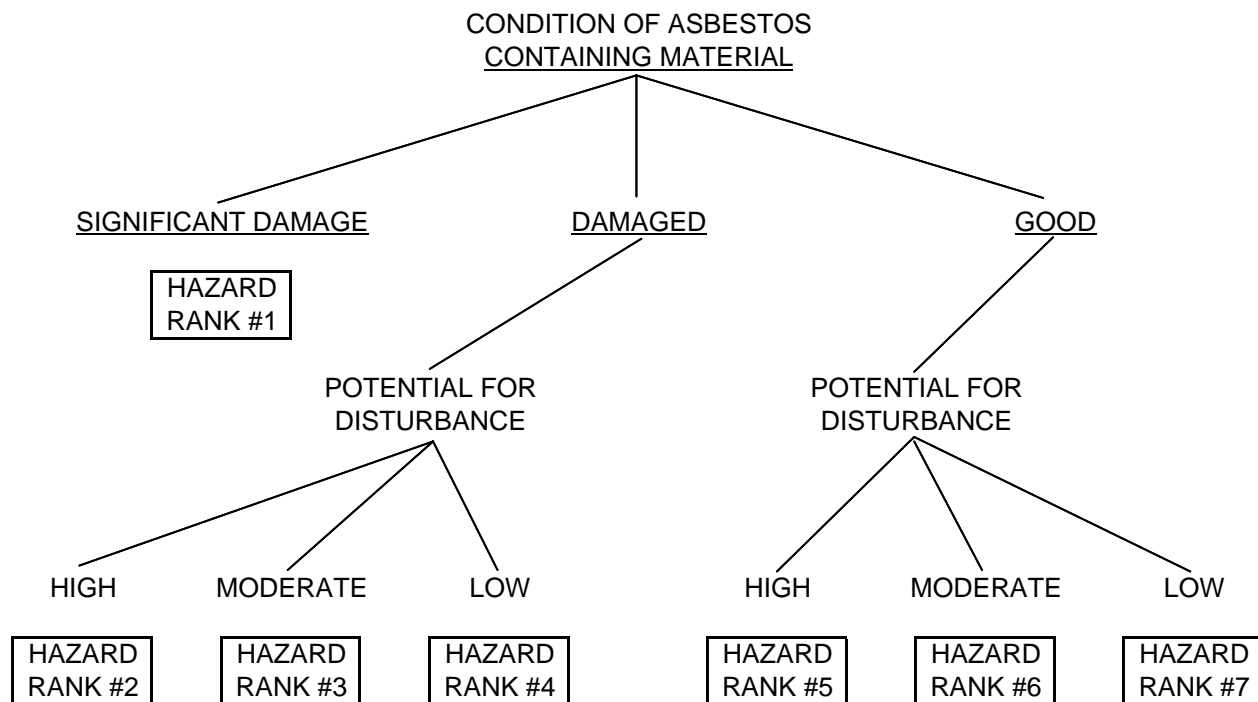 CONDITION OF ASBESTOS
CONTAINING MATERIAL
SIGNIFICANT DAMAGE
DAMAGED
GOOD
HAZARD
RANK #1
POTENTIAL FOR
DISTURBANCE
POTENTIAL FOR
DISTURBANCE
HIGH
MODERATE
LOW
HIGH
MODERATE
LOW
HAZARD
RANK #2
HAZARD
RANK #3
HAZARD
RANK #4
HAZARD
RANK #5
HAZARD
RANK #6
HAZARD
RANK #7